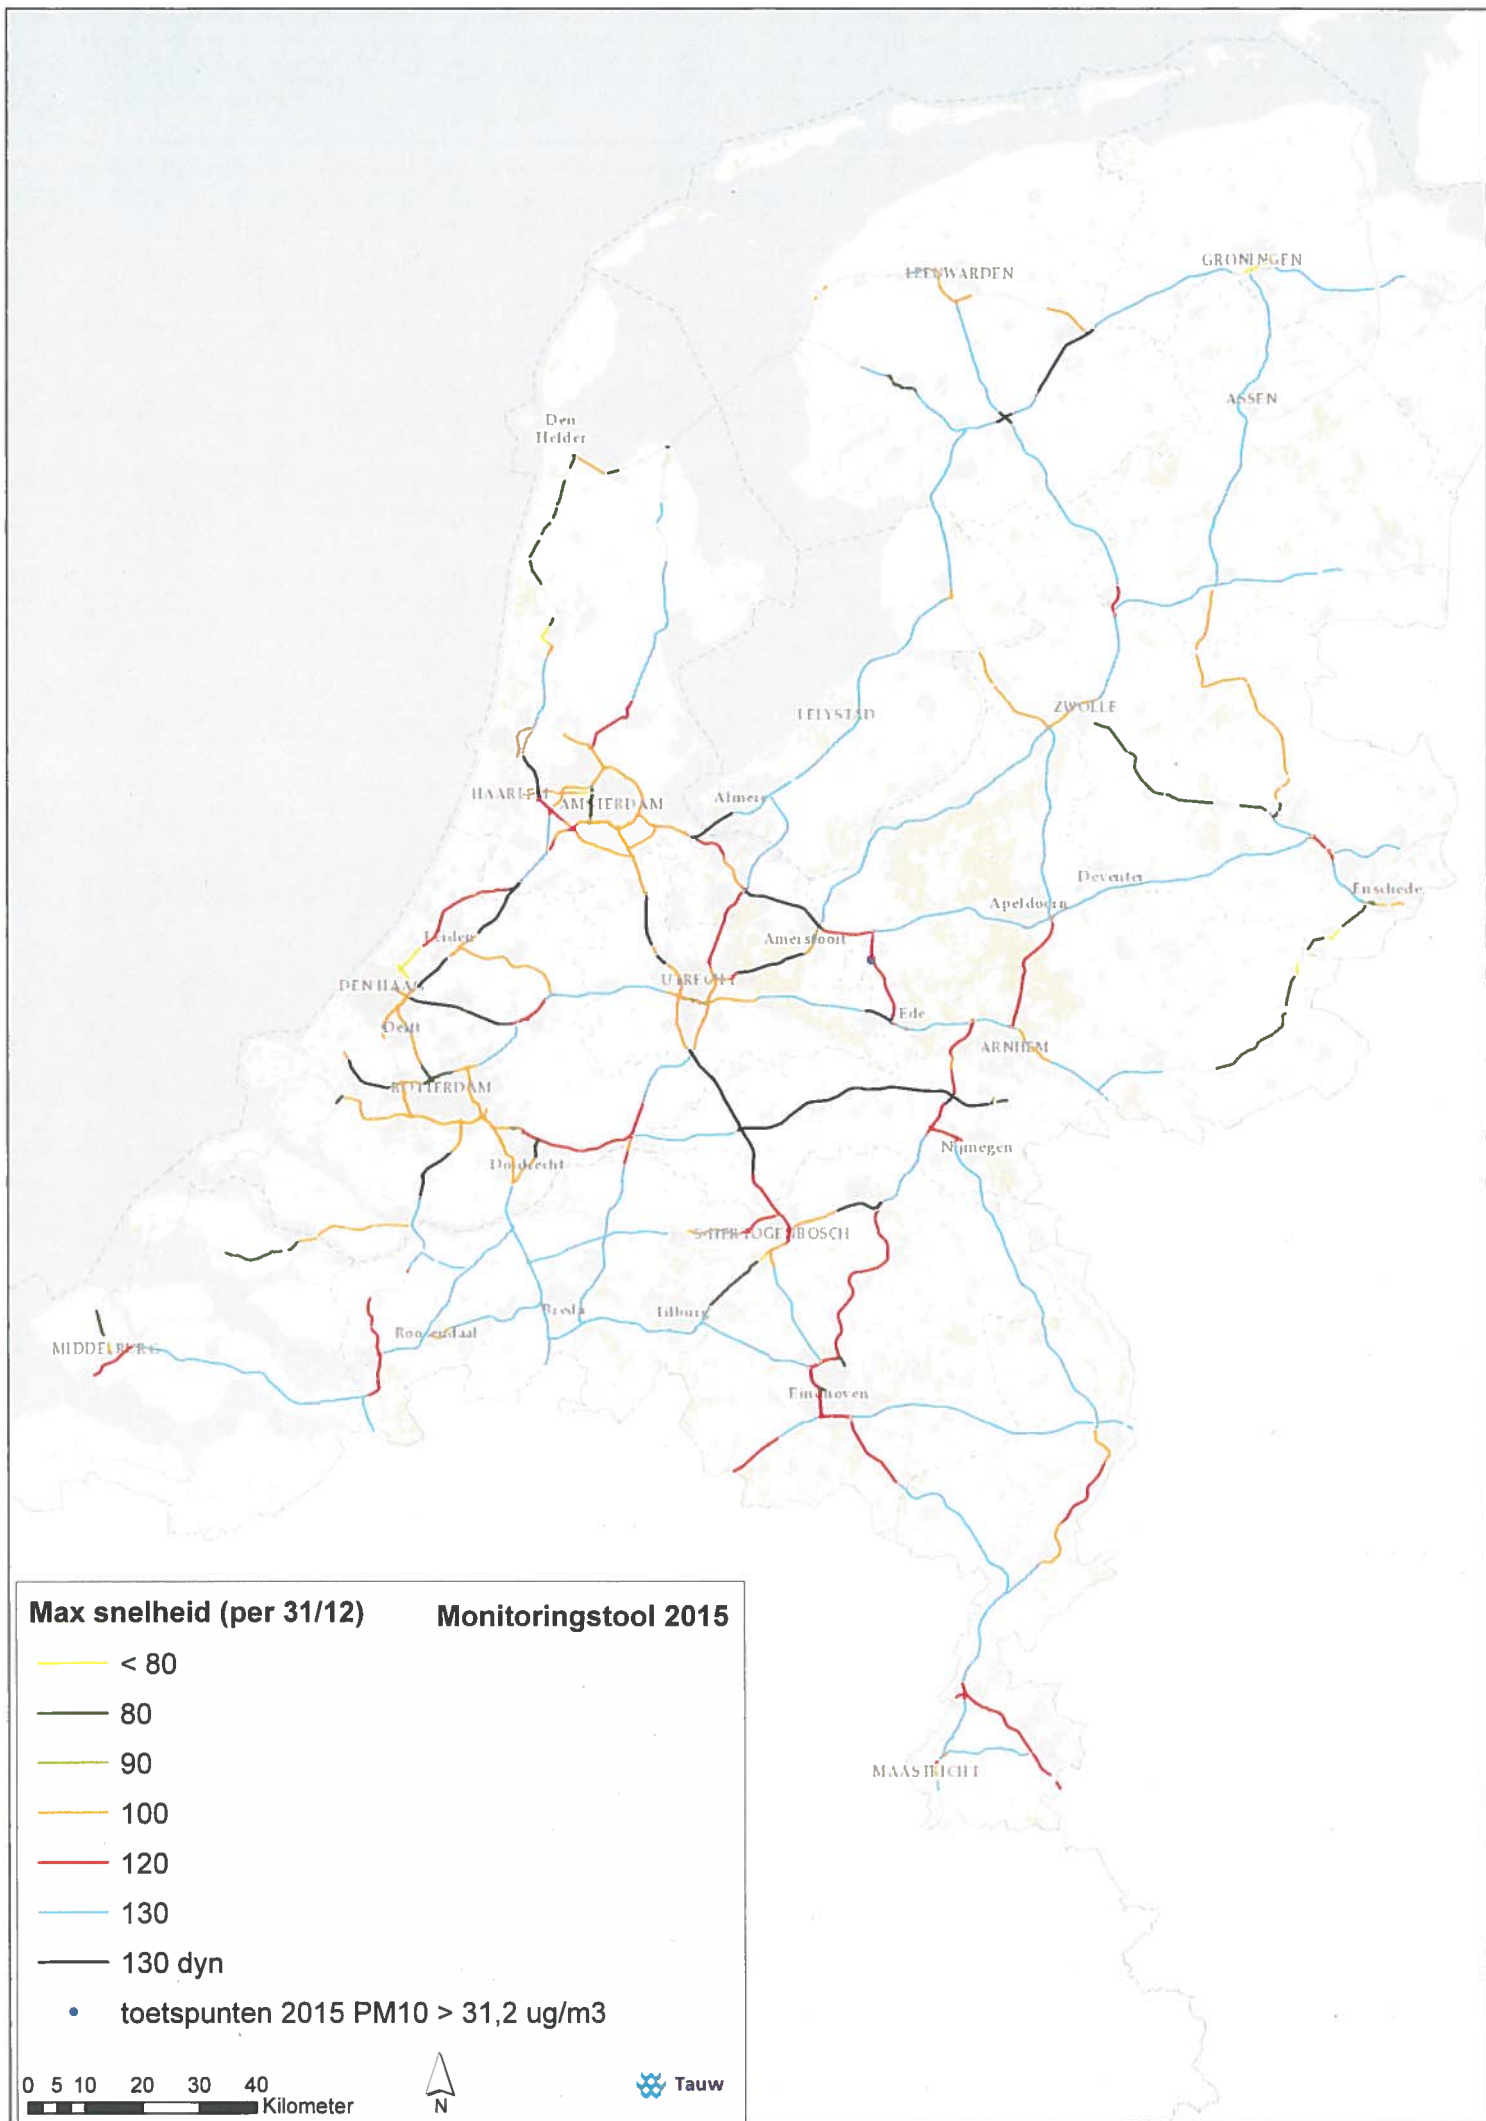 LEEUWARDEN
GRONINGEN
ASSEN
Den
Helder
ZWOLLE
LELYSTAD
HAARLEM
AMSTERDAM
Almere
Deventer
Enschede
Apeldoorn
Leiden
Amersfoort
DEN HAAG
UTRECHT
Ede
Delft
ARNHEM
ROTTERDAM
Nijmegen
Dordrecht
S-HERTOGENBOSCH
Breda
Tilburg
Roosendaal
MIDDELBURG
Eindhoven
MAASTRICHT
Max snelheid (per 31/12)
Monitoringstool 2015
< 80
80
90
100
120
130
130 dyn
toetspunten 2015 PM10 > 31,2 ug/m3
0 5 10 20 30 40
Kilometer
N
Tauw